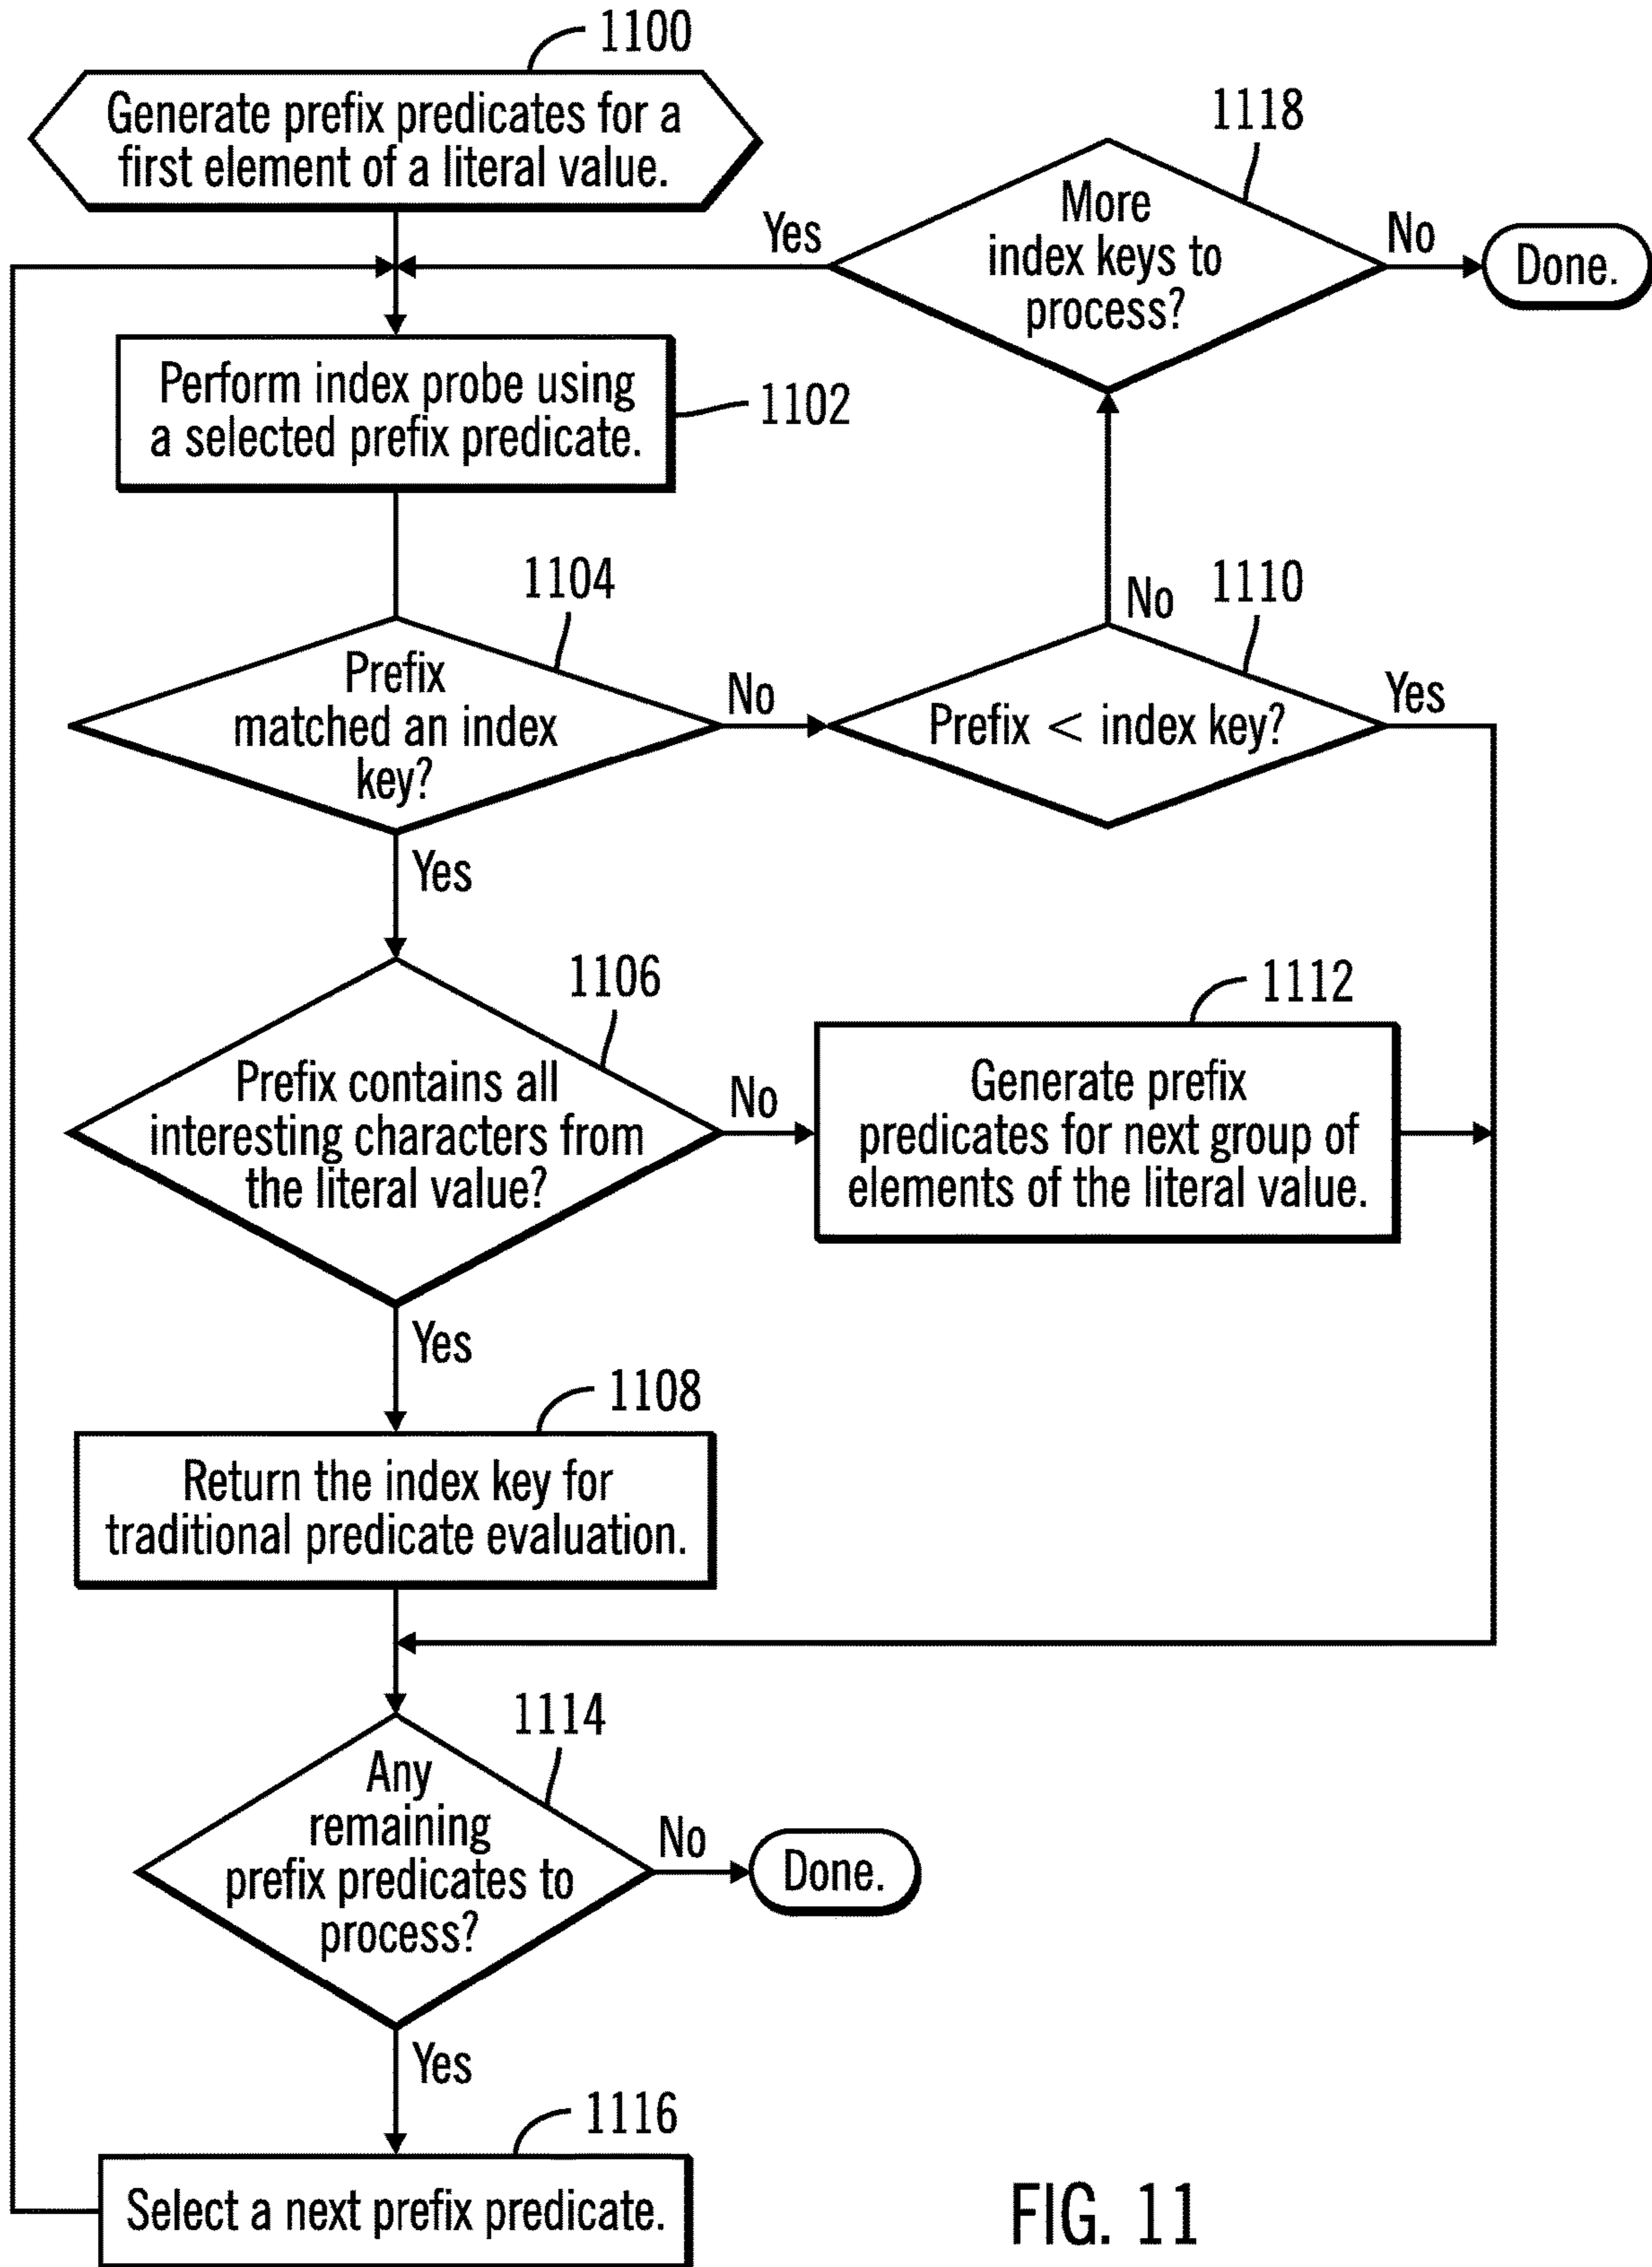 1100
Generate prefix predicates for a
first element of a literal value.
1118
More
index keys to
process?
Yes
No
Done.
Perform index probe using
a selected prefix predicate.
1102
1104
Prefix
matched an index
key?
No
Yes
1110
Prefix < index key?
No
Yes
1106
Prefix contains all
interesting characters from
the literal value?
No
Yes
1112
Generate prefix
predicates for next group of
elements of the literal value.
1108
Return the index key for
traditional predicate evaluation.
1114
Any
remaining
prefix predicates to
process?
No
Done.
Yes
1116
Select a next prefix predicate.
FIG. 11